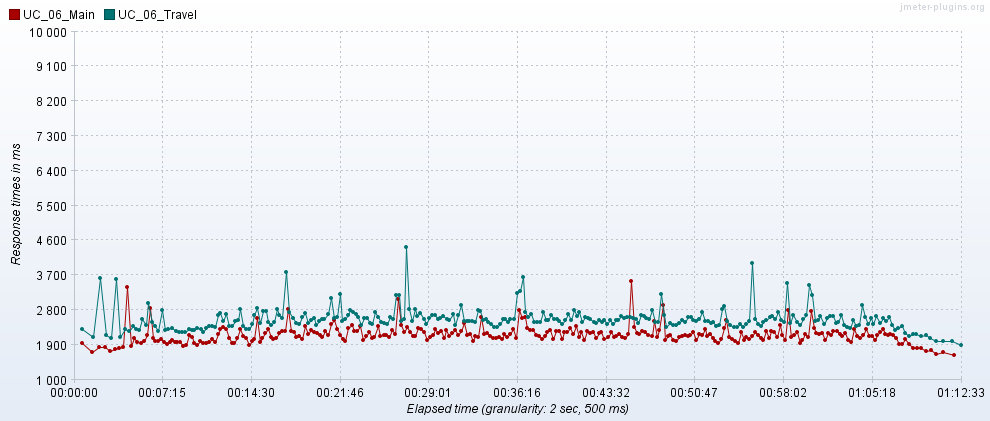 UC_06_Main UC_06_Travel
jmeter-plugins.org
10 000
9 100
8 200
7 300
6 400
5 500
4 600
3 700
2 800
1 900
1 000
Response times in ms
00:00:00 00:07:15 00:14:30 00:21:46 00:29:01 00:36:16 00:43:32 00:50:47 00:58:02 01:05:18 01:12:33
Elapsed time (granularity: 2 sec, 500 ms)